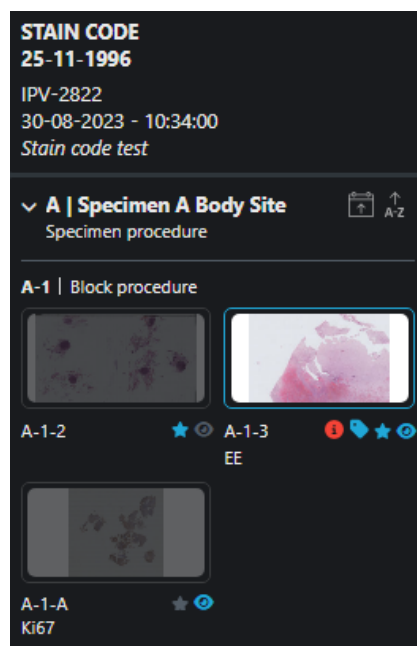 STAIN CODE
25-11-1996
IPV-2822
30-08-2023 - 10:34:00
Stain code test
A | Specimen A Body Site
A-Z
Specimen procedure
A-1 | Block procedure
A-1-2
A-1-3
EE
A-1-A
Ki67